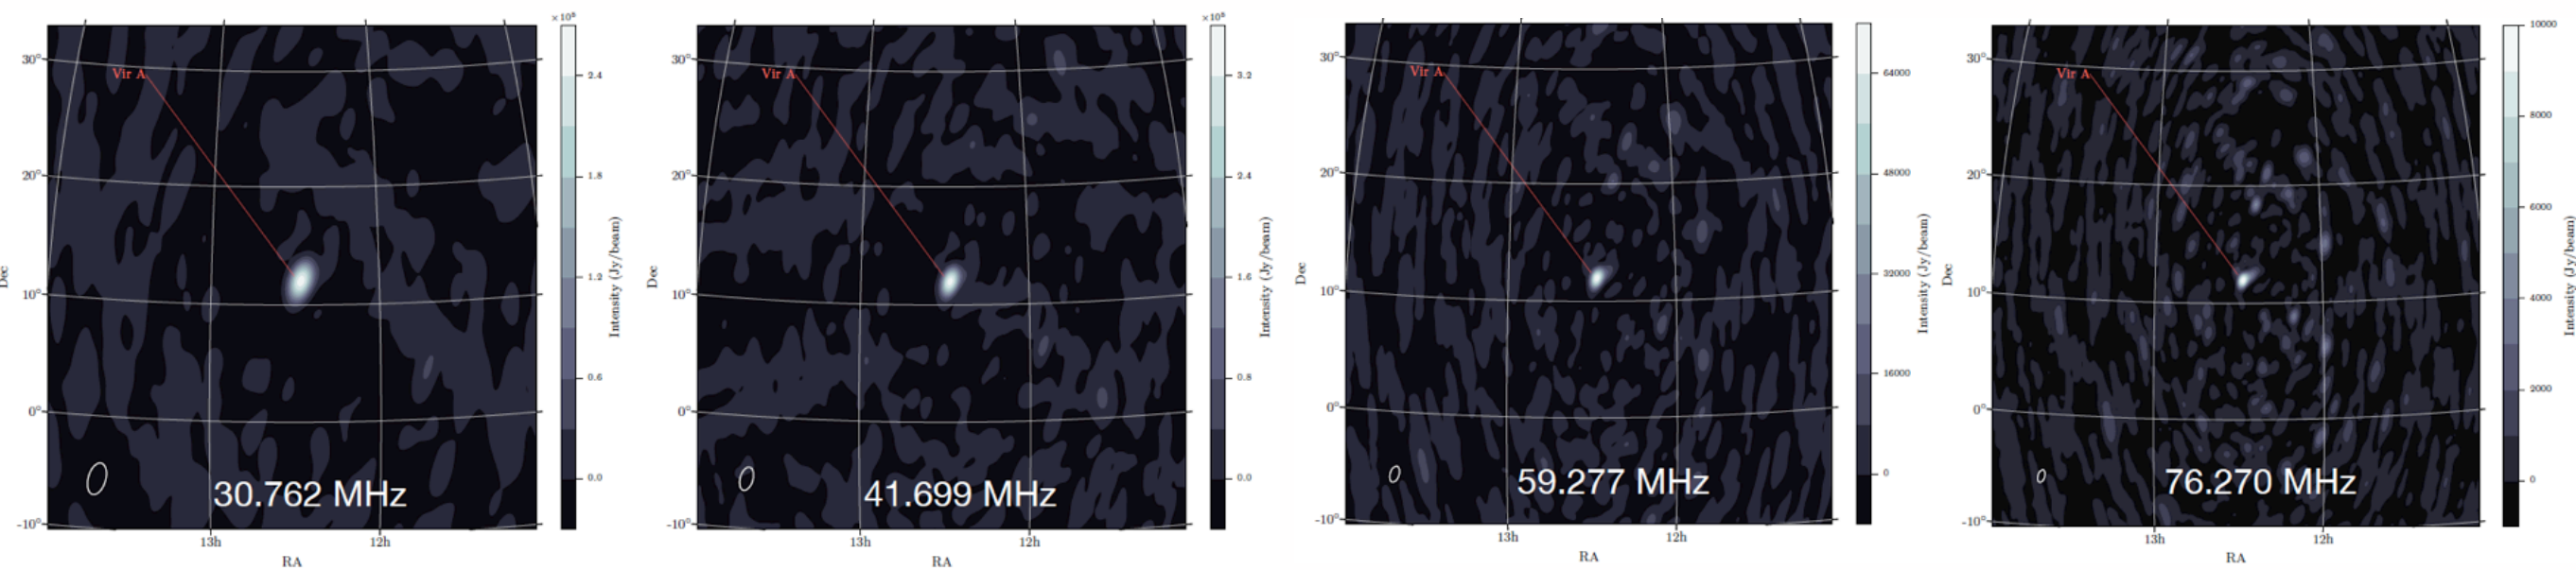 ×10⁸
30°
Vir A
2.4
20°
1.8
Dec
Intensity (Jy/beam)
1.2
10°
0.6
0°
0.0
30.762 MHz
-10°
13h
12h
RA
×10⁸
30°
Vir A
3.2
20°
2.4
Dec
Intensity (Jy/beam)
1.6
10°
0.8
0°
0.0
41.699 MHz
-10°
13h
12h
RA
30°
Vir A
64000
20°
48000
Dec
Intensity (Jy/beam)
32000
10°
16000
0°
0
59.277 MHz
-10°
13h
12h
RA
10000
30°
Vir A
8000
20°
6000
Dec
Intensity (Jy/beam)
4000
10°
2000
0°
0
76.270 MHz
-10°
13h
12h
RA